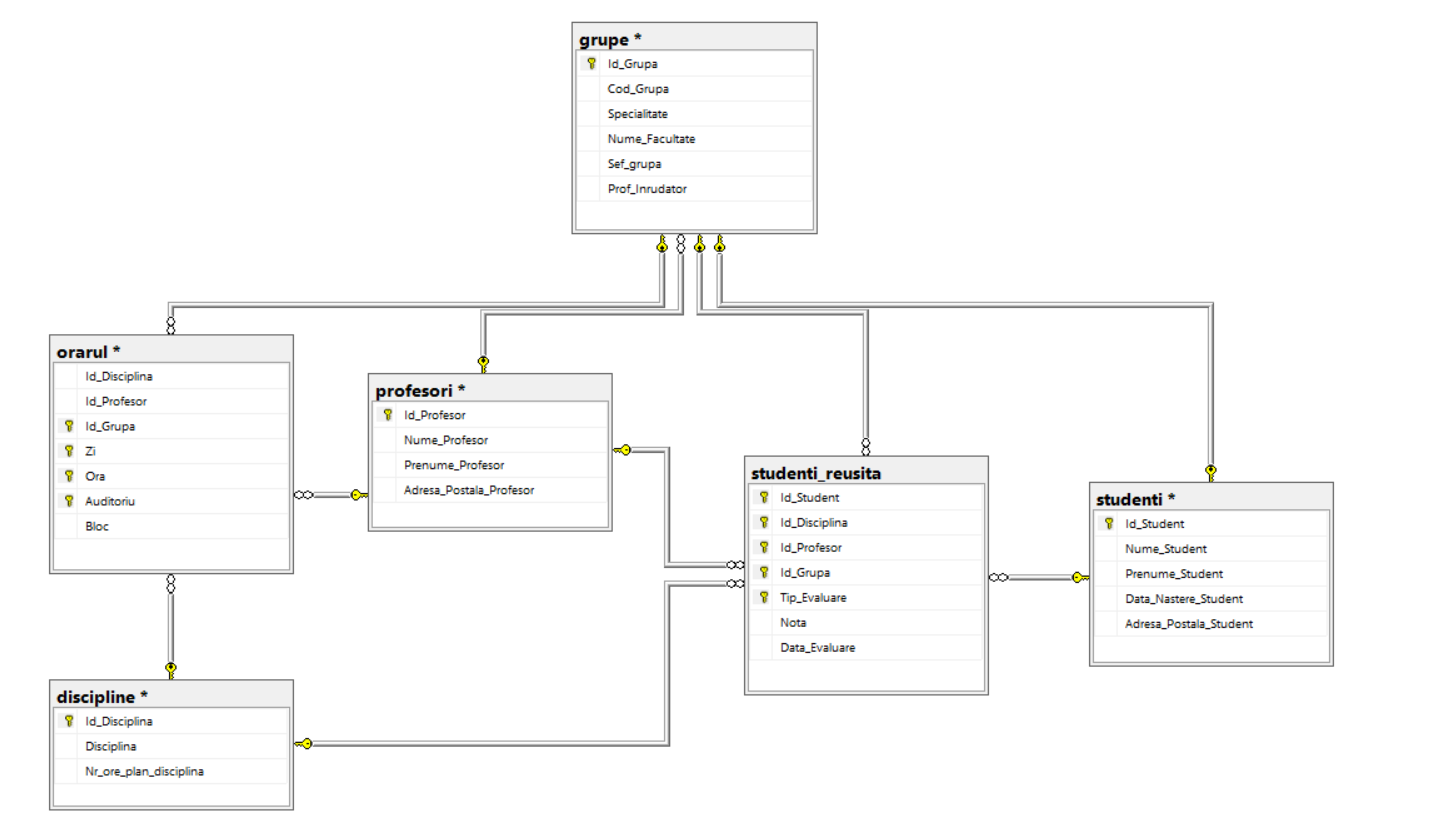 grupe *
Id_Grupa
Cod_Grupa
Specialitate
Nume_Facultate
Sef_grupa
Prof_Inrudator
orarul *
Id_Disciplina
Id_Profesor
Id_Grupa
Zi
Ora
Auditoriu
Bloc
profesori *
Id_Profesor
Nume_Profesor
Prenume_Profesor
Adresa_Postala_Profesor
studenti_reusita
Id_Student
Id_Disciplina
Id_Profesor
Id_Grupa
Tip_Evaluare
Nota
Data_Evaluare
studenti *
Id_Student
Nume_Student
Prenume_Student
Data_Nastere_Student
Adresa_Postala_Student
discipline *
Id_Disciplina
Disciplina
Nr_ore_plan_disciplina